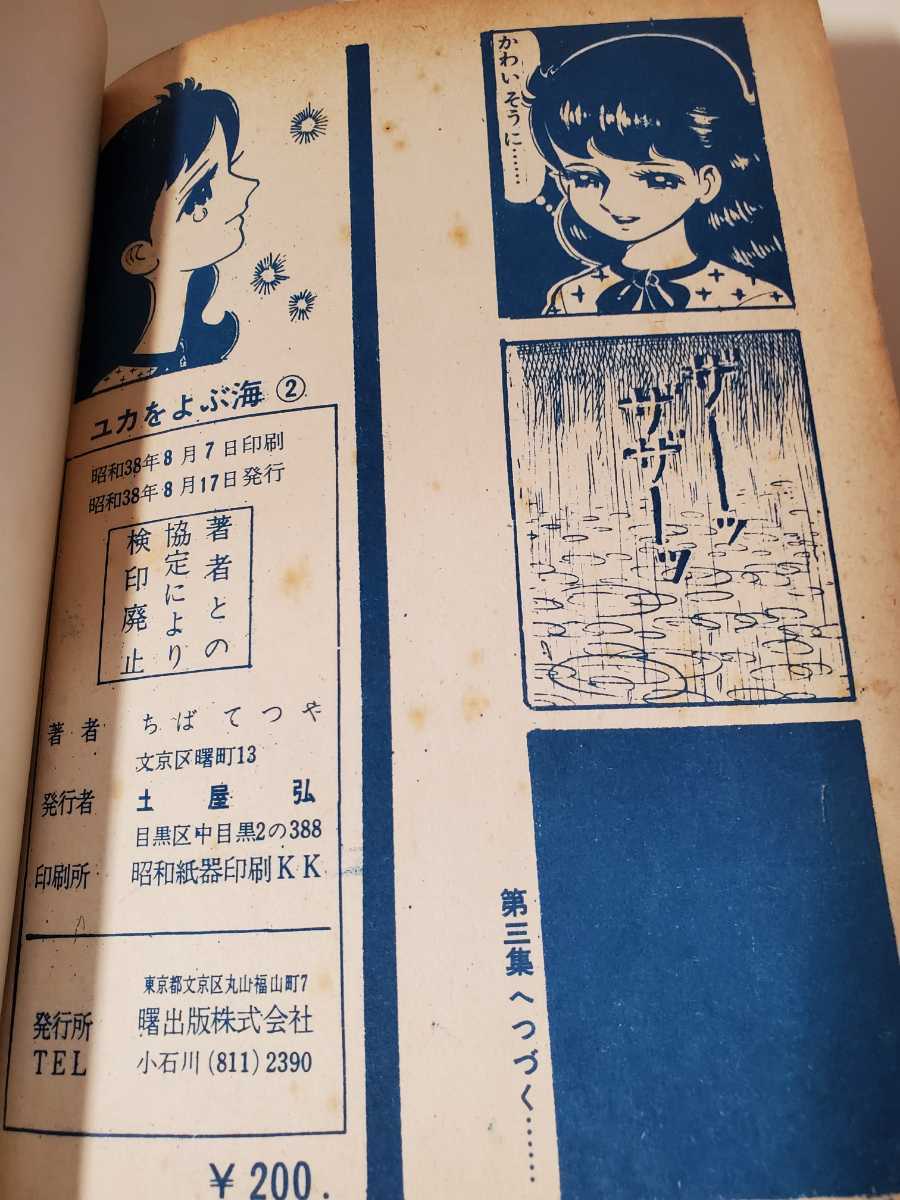 かわいそうに……
ザーッ
ザザーッ
第三集へつづく……
ユカをよぶ海 ②
昭和38年8月7日印刷
昭和38年8月17日発行
著者との
協定により
検印廃止
著者 ちばてつや
文京区曙町13
発行者 土屋弘
目黒区中目黒2の388
印刷所 昭和紙器印刷KK
東京都文京区丸山福山町7
発行所 曙出版株式会社
TEL 小石川(811)2390
¥200.